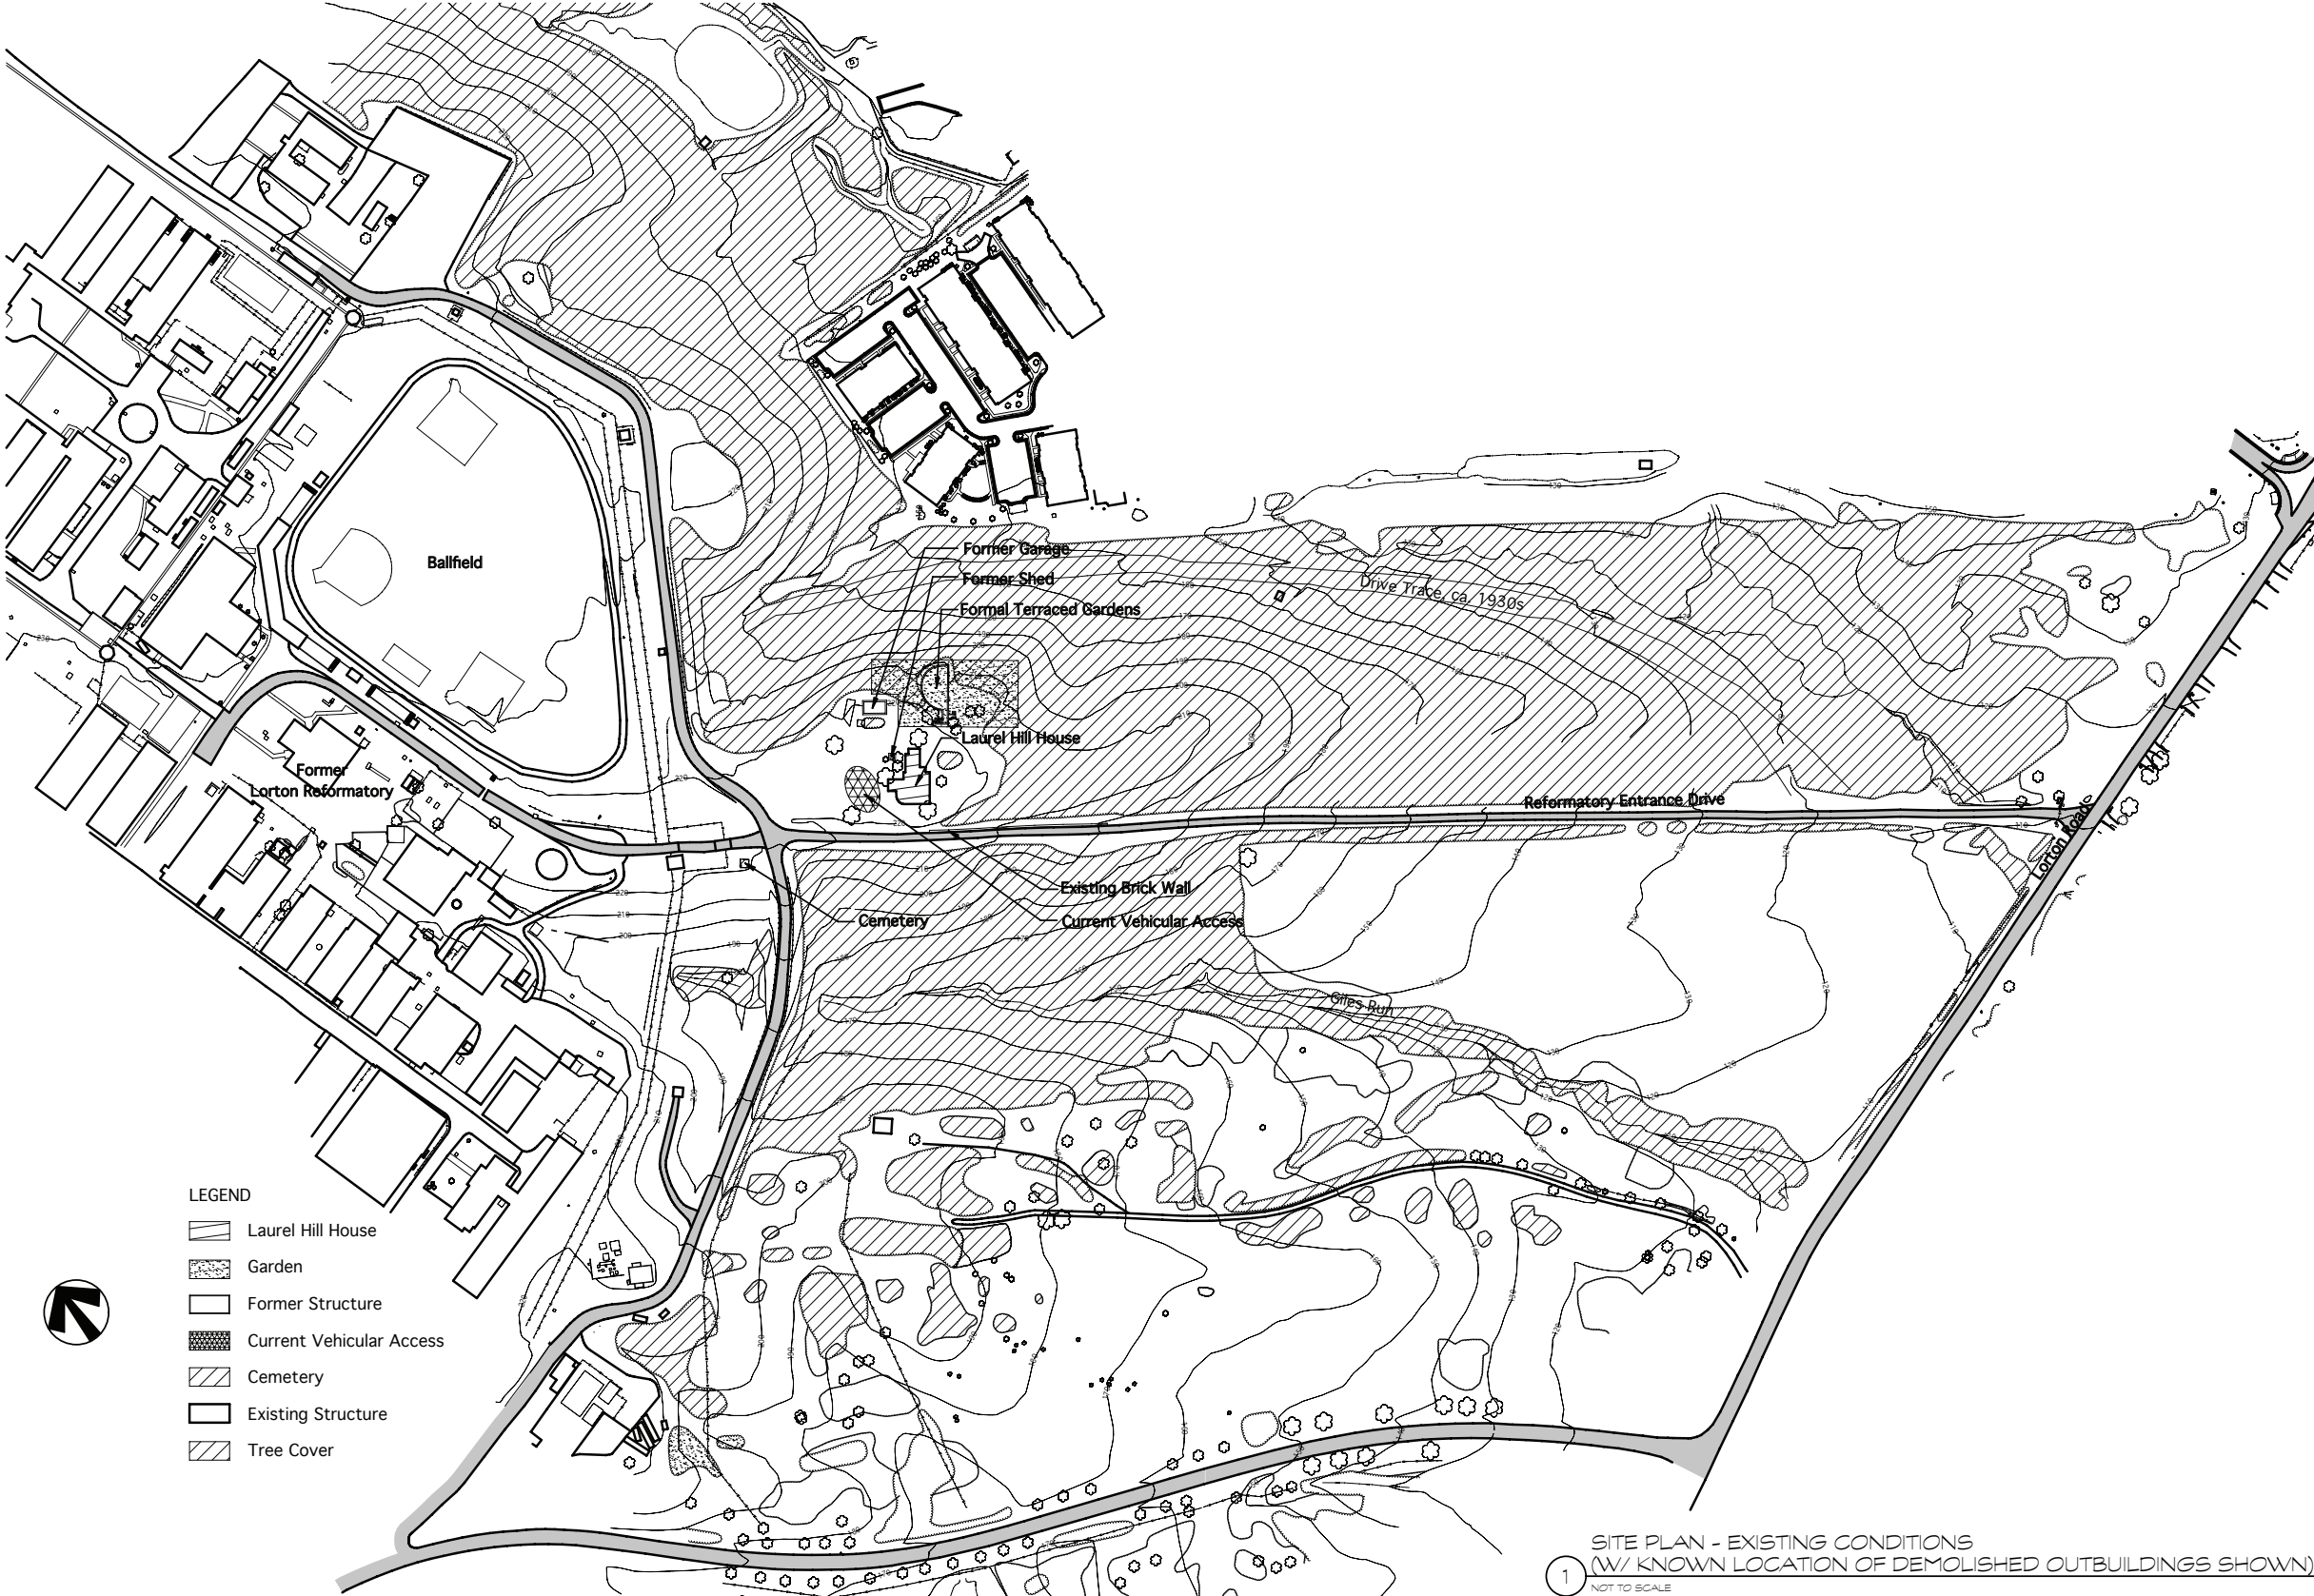 Ballfield
Former Garage
Former Shed
Formal Terraced Gardens
Drive Trace, ca. 1930s
Laurel Hill House
Former
Lorton Reformatory
Reformatory Entrance Drive
Lorton Road
Existing Brick Wall
Cemetery
Current Vehicular Access
Giles Run
LEGEND
Laurel Hill House
Garden
Former Structure
Current Vehicular Access
Cemetery
Existing Structure
Tree Cover
1
SITE PLAN - EXISTING CONDITIONS
(W/ KNOWN LOCATION OF DEMOLISHED OUTBUILDINGS SHOWN)
NOT TO SCALE